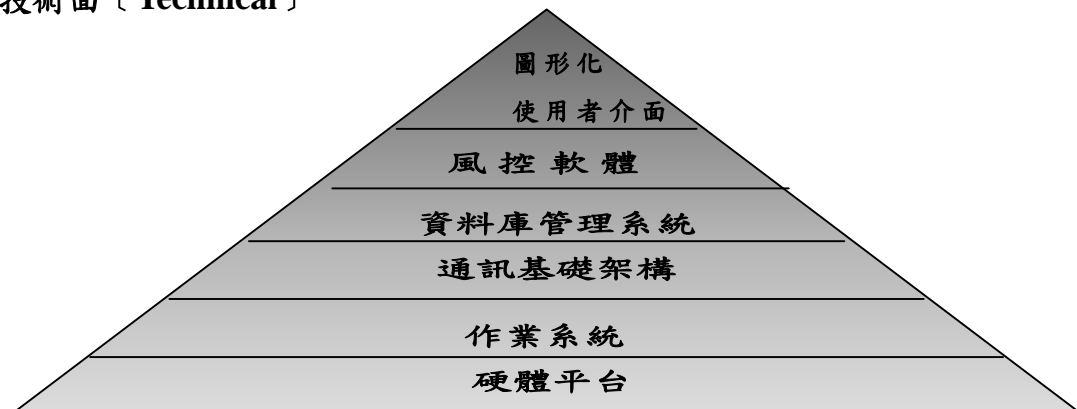 技術面〔Technical〕
圖形化
使用者介面
風控軟體
資料庫管理系統
通訊基礎架構
作業系統
硬體平台